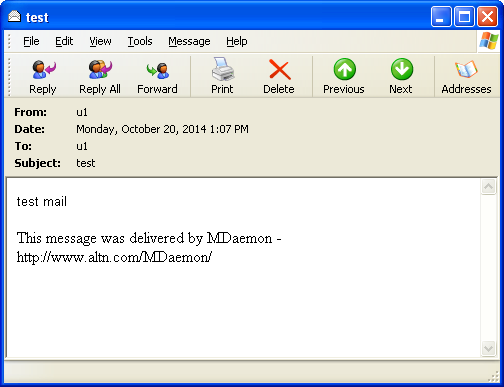 test
File Edit View Tools Message Help
Reply Reply All Forward Print Delete Previous Next Addresses
From: u1
Date: Monday, October 20, 2014 1:07 PM
To: u1
Subject: test
test mail
This message was delivered by MDaemon -
http://www.altn.com/MDaemon/